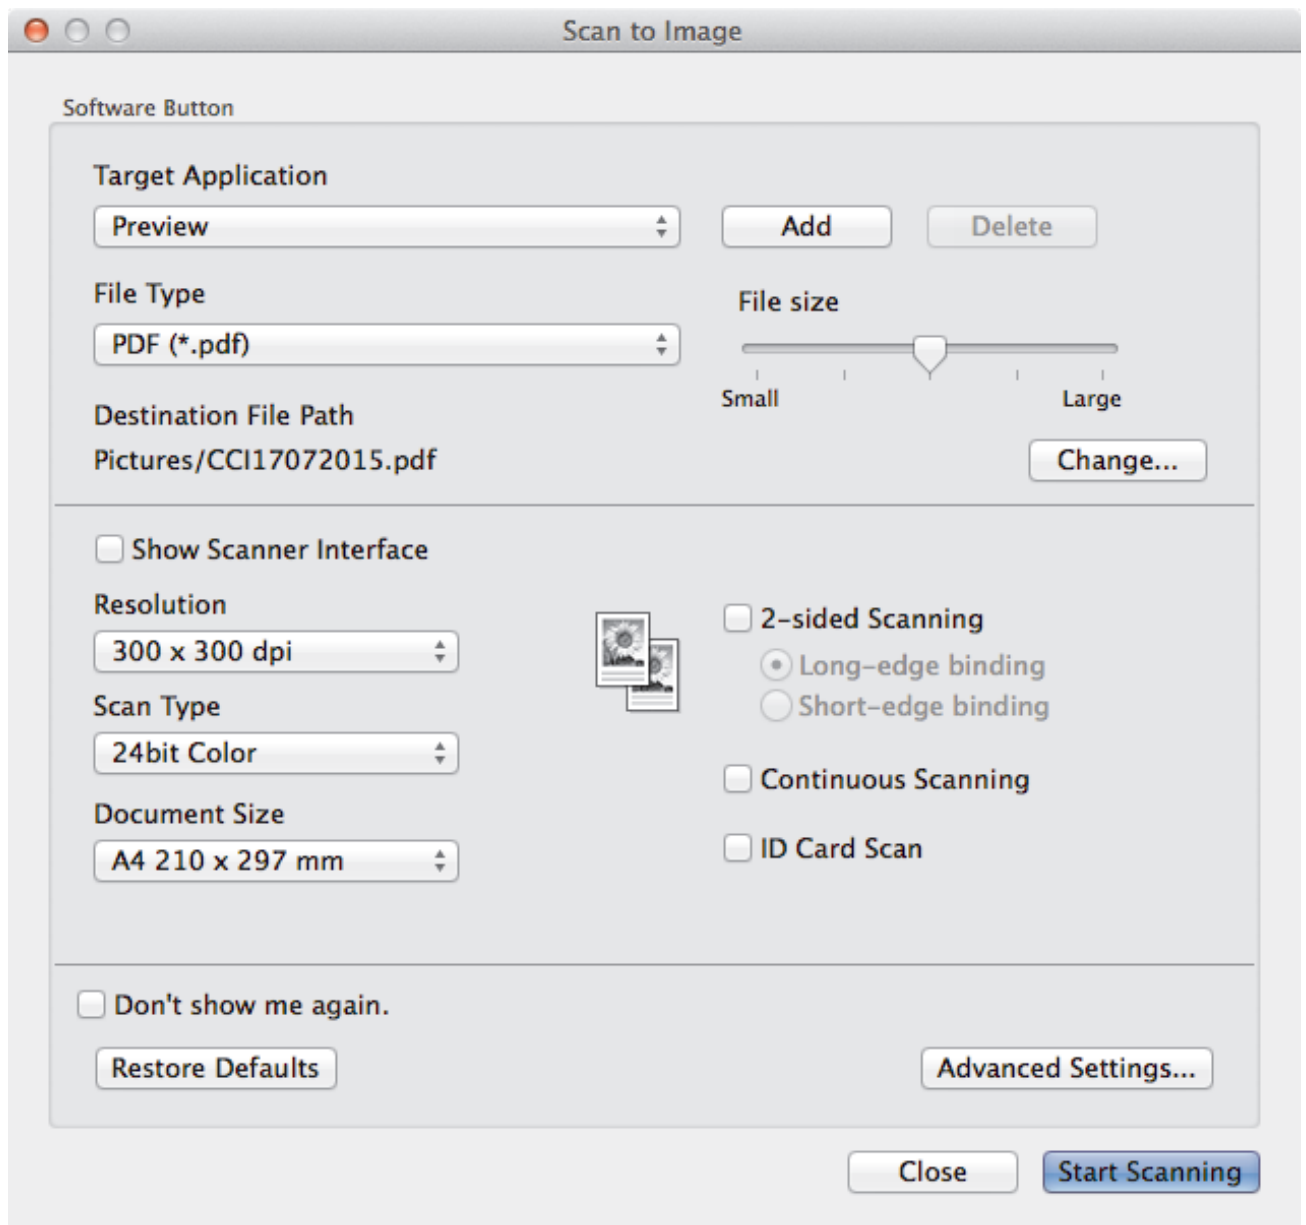 Scan to Image
Software Button
Target Application
Preview
Add
Delete
File Type
File size
PDF (*.pdf)
Small
Large
Destination File Path
Pictures/CCI17072015.pdf
Change...
Show Scanner Interface
Resolution
300 x 300 dpi
2-sided Scanning
Long-edge binding
Short-edge binding
Scan Type
24bit Color
Continuous Scanning
Document Size
A4 210 x 297 mm
ID Card Scan
Don't show me again.
Restore Defaults
Advanced Settings...
Close
Start Scanning